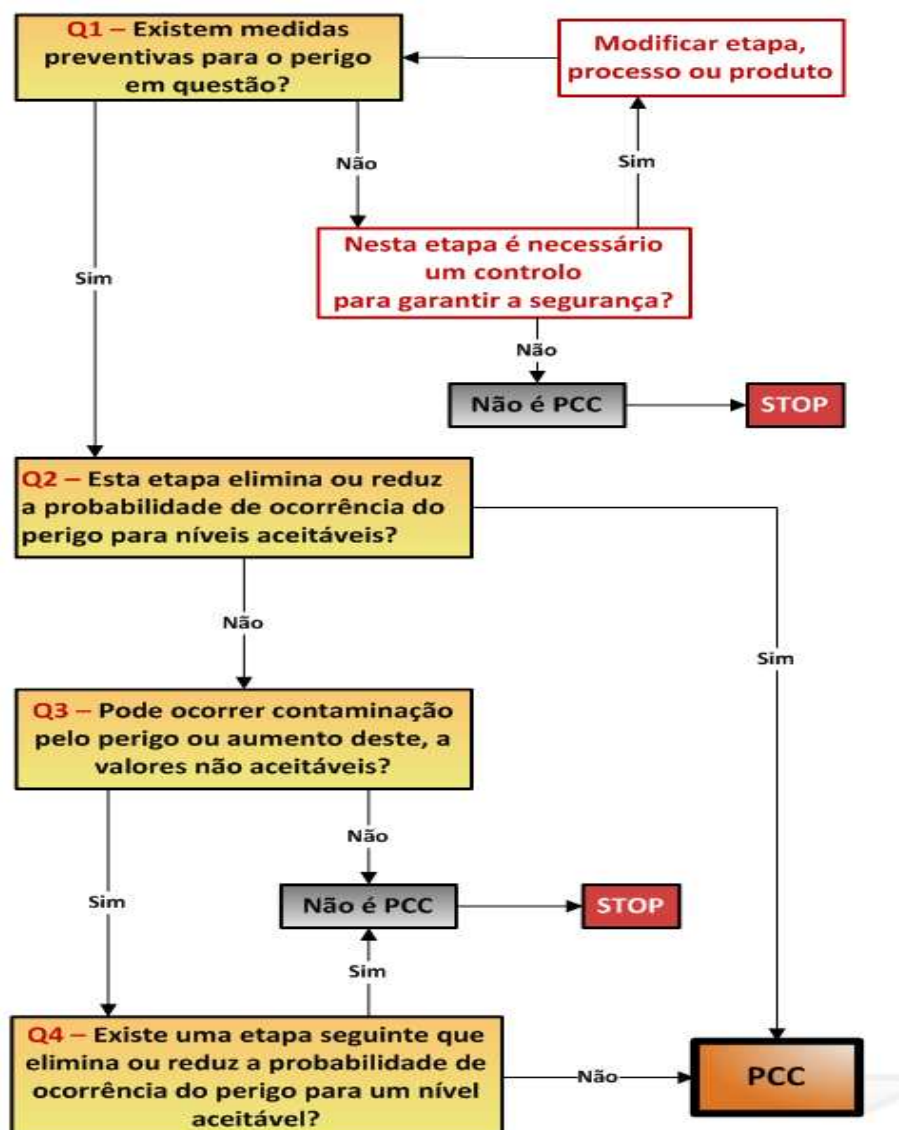 Q1 – Existem medidas
preventivas para o perigo
em questão?
Modificar etapa,
processo ou produto
Não
Sim
Nesta etapa é necessário
um controlo
para garantir a segurança?
Sim
Não
Não é PCC
STOP
Q2 – Esta etapa elimina ou reduz
a probabilidade de ocorrência do
perigo para níveis aceitáveis?
Não
Sim
Q3 – Pode ocorrer contaminação
pelo perigo ou aumento deste, a
valores não aceitáveis?
Não
Sim
Não é PCC
STOP
Sim
Q4 – Existe uma etapa seguinte que
elimina ou reduz a probabilidade de
ocorrência do perigo para um nível
aceitável?
Não
PCC